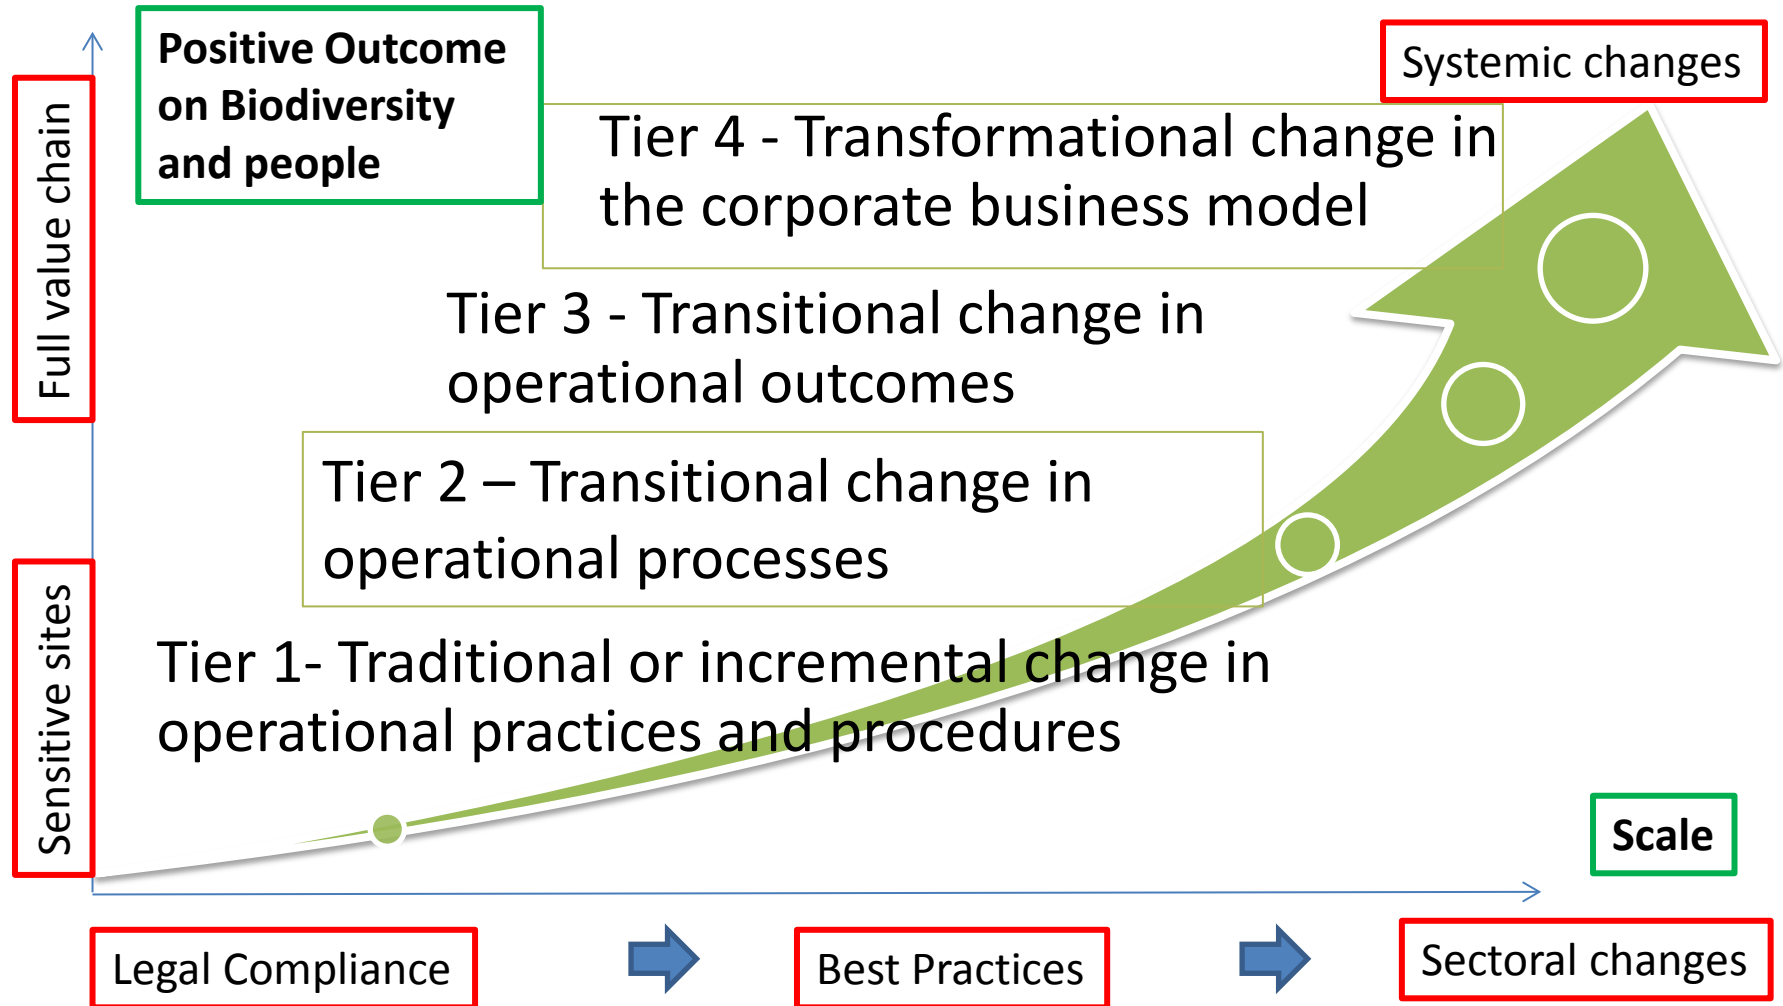 Positive Outcome
on Biodiversity
and people
Systemic changes
Full value chain
Tier 4 - Transformational change in
the corporate business model
Tier 3 - Transitional change in
operational outcomes
Tier 2 – Transitional change in
operational processes
Sensitive sites
Tier 1- Traditional or incremental change in
operational practices and procedures
Scale
Legal Compliance
Best Practices
Sectoral changes